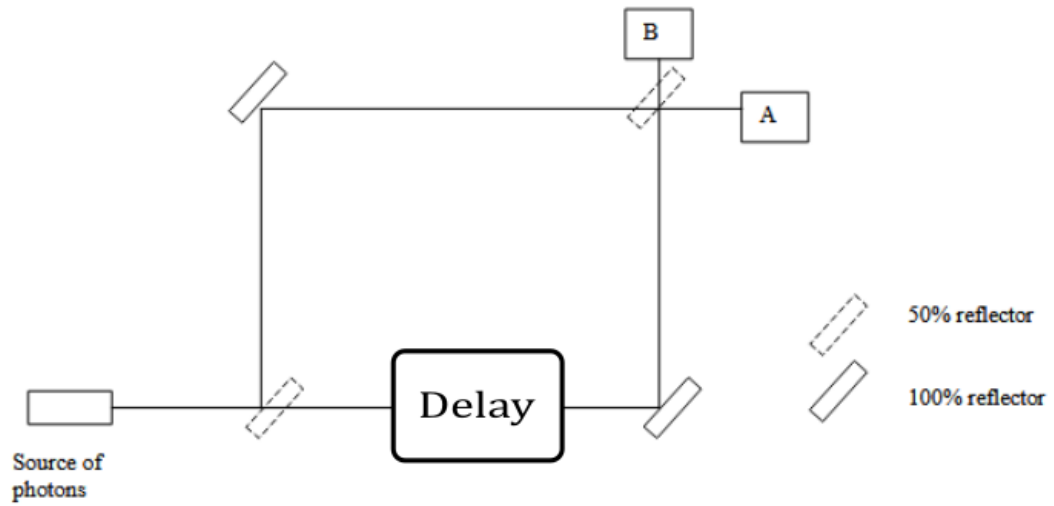 B
A
50% reflector
Delay
100% reflector
Source of
photons